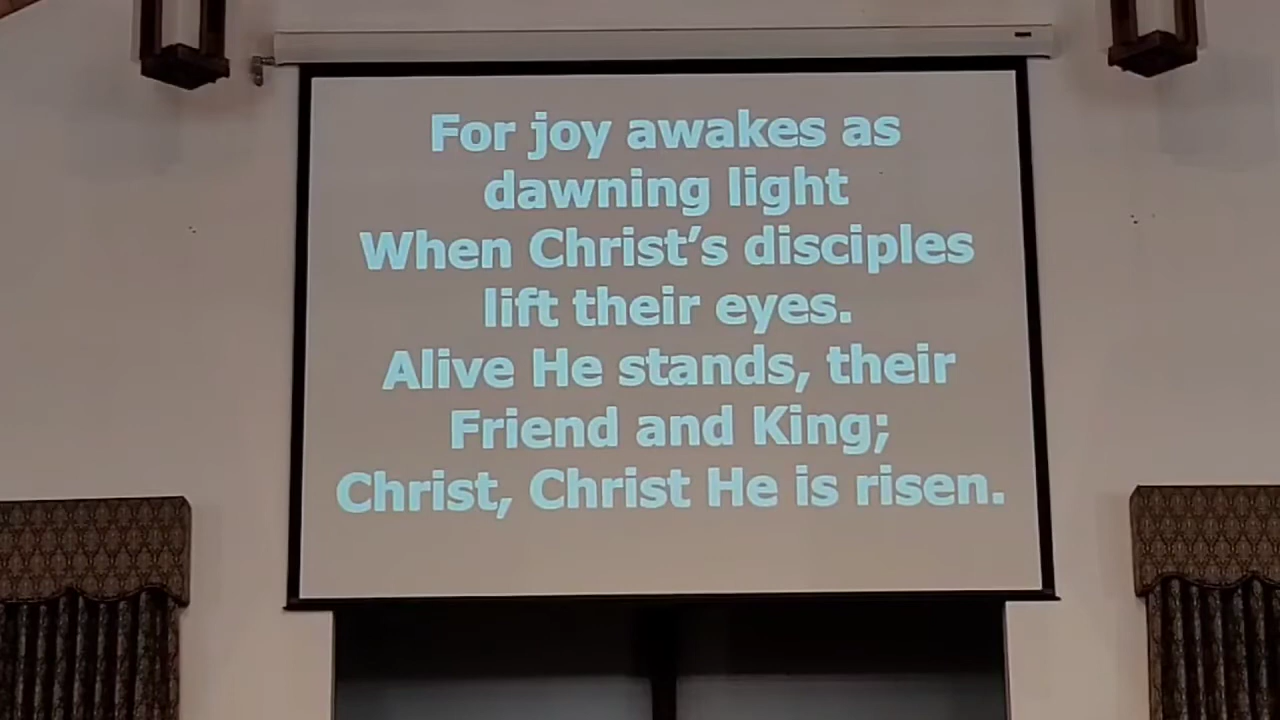 For joy awakes as
dawning light
When Christ’s disciples
lift their eyes.
Alive He stands, their
Friend and King;
Christ, Christ He is risen.